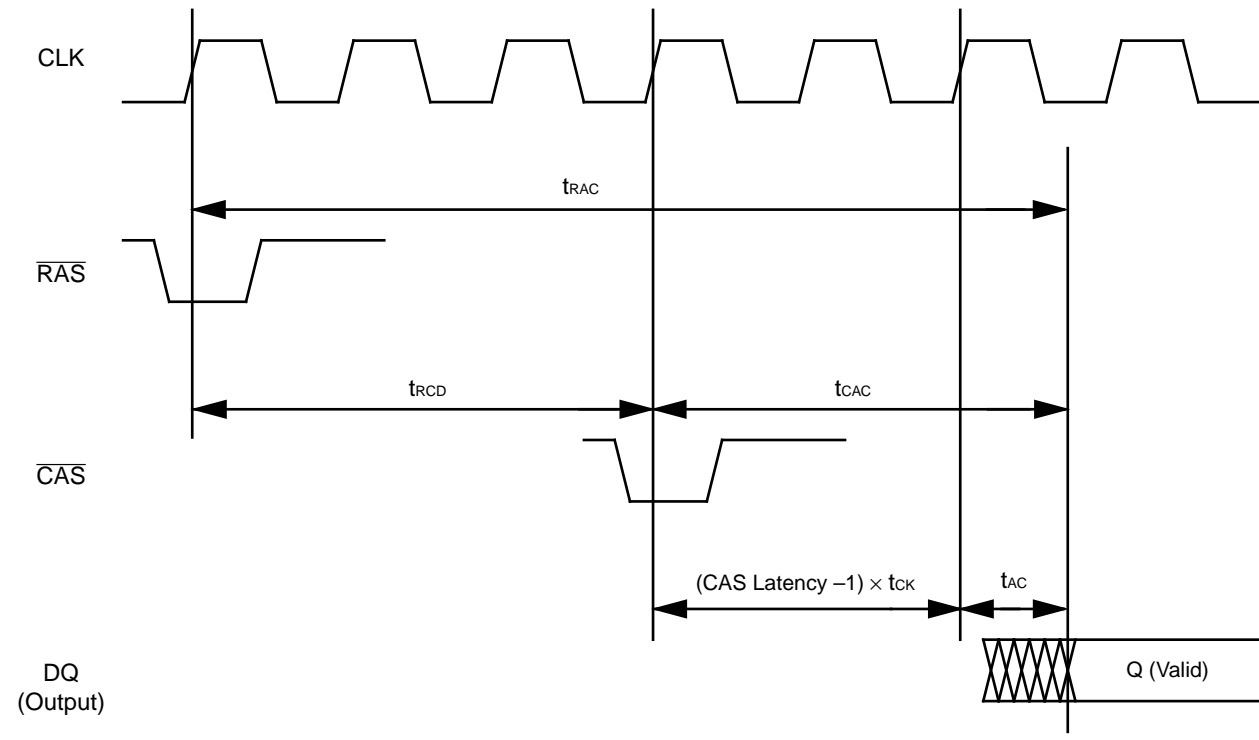 CLK
tRAC
RAS
tRCD
tCAC
CAS
(CAS Latency –1) × tCK
tAC
DQ
(Output)
Q (Valid)